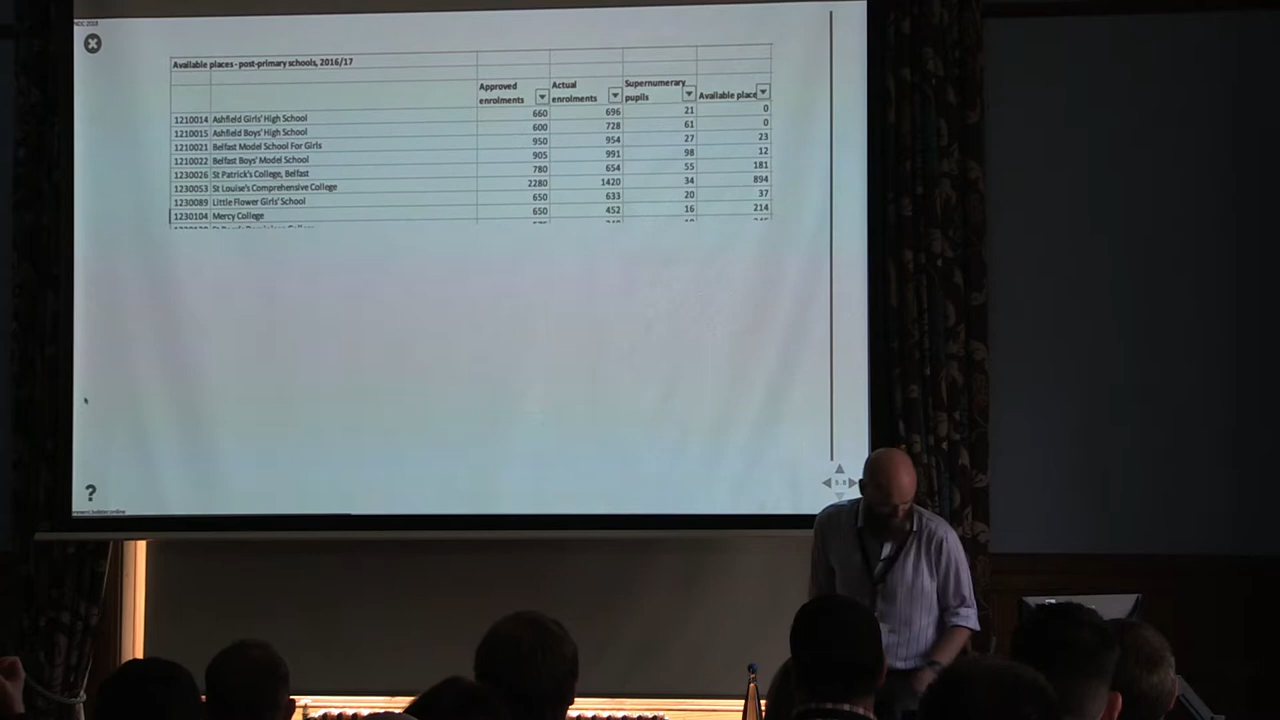 NDC 2018
Available places - post-primary schools, 2016/17
Approved enrolments Actual enrolments Supernumerary pupils Available place
1210014 Ashfield Girls' High School 660 696 21 0
1210015 Ashfield Boys' High School 600 728 61 0
1210021 Belfast Model School For Girls 950 954 27 23
1210022 Belfast Boys' Model School 905 991 98 12
1230026 St Patrick's College, Belfast 780 654 55 181
1230053 St Louise's Comprehensive College 2280 1420 34 894
1230089 Little Flower Girls' School 650 633 20 37
1230104 Mercy College 650 452 16 214
?
5.8